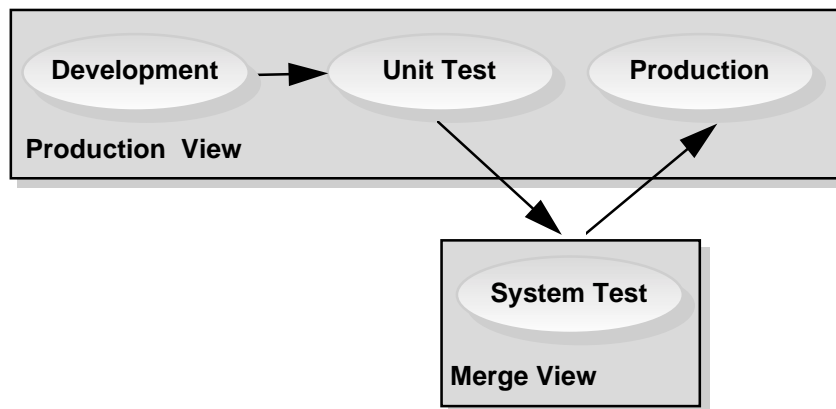 Development
Unit Test
Production
Production View
System Test
Merge View